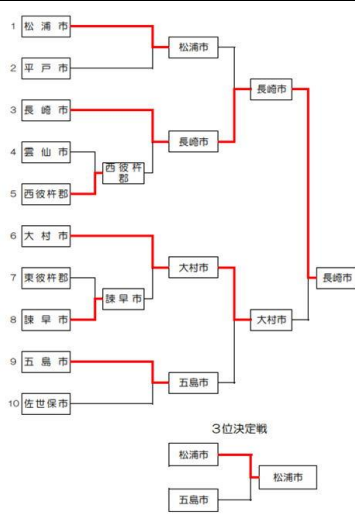 1 松浦市
2 平戸市
3 長崎市
4 雲仙市
5 西彼杵郡
6 大村市
7 東彼杵郡
8 諫早市
9 五島市
10 佐世保市
西彼杵
郡
諫早市
松浦市
長崎市
大村市
五島市
長崎市
大村市
長崎市
3位決定戦
松浦市
五島市
松浦市